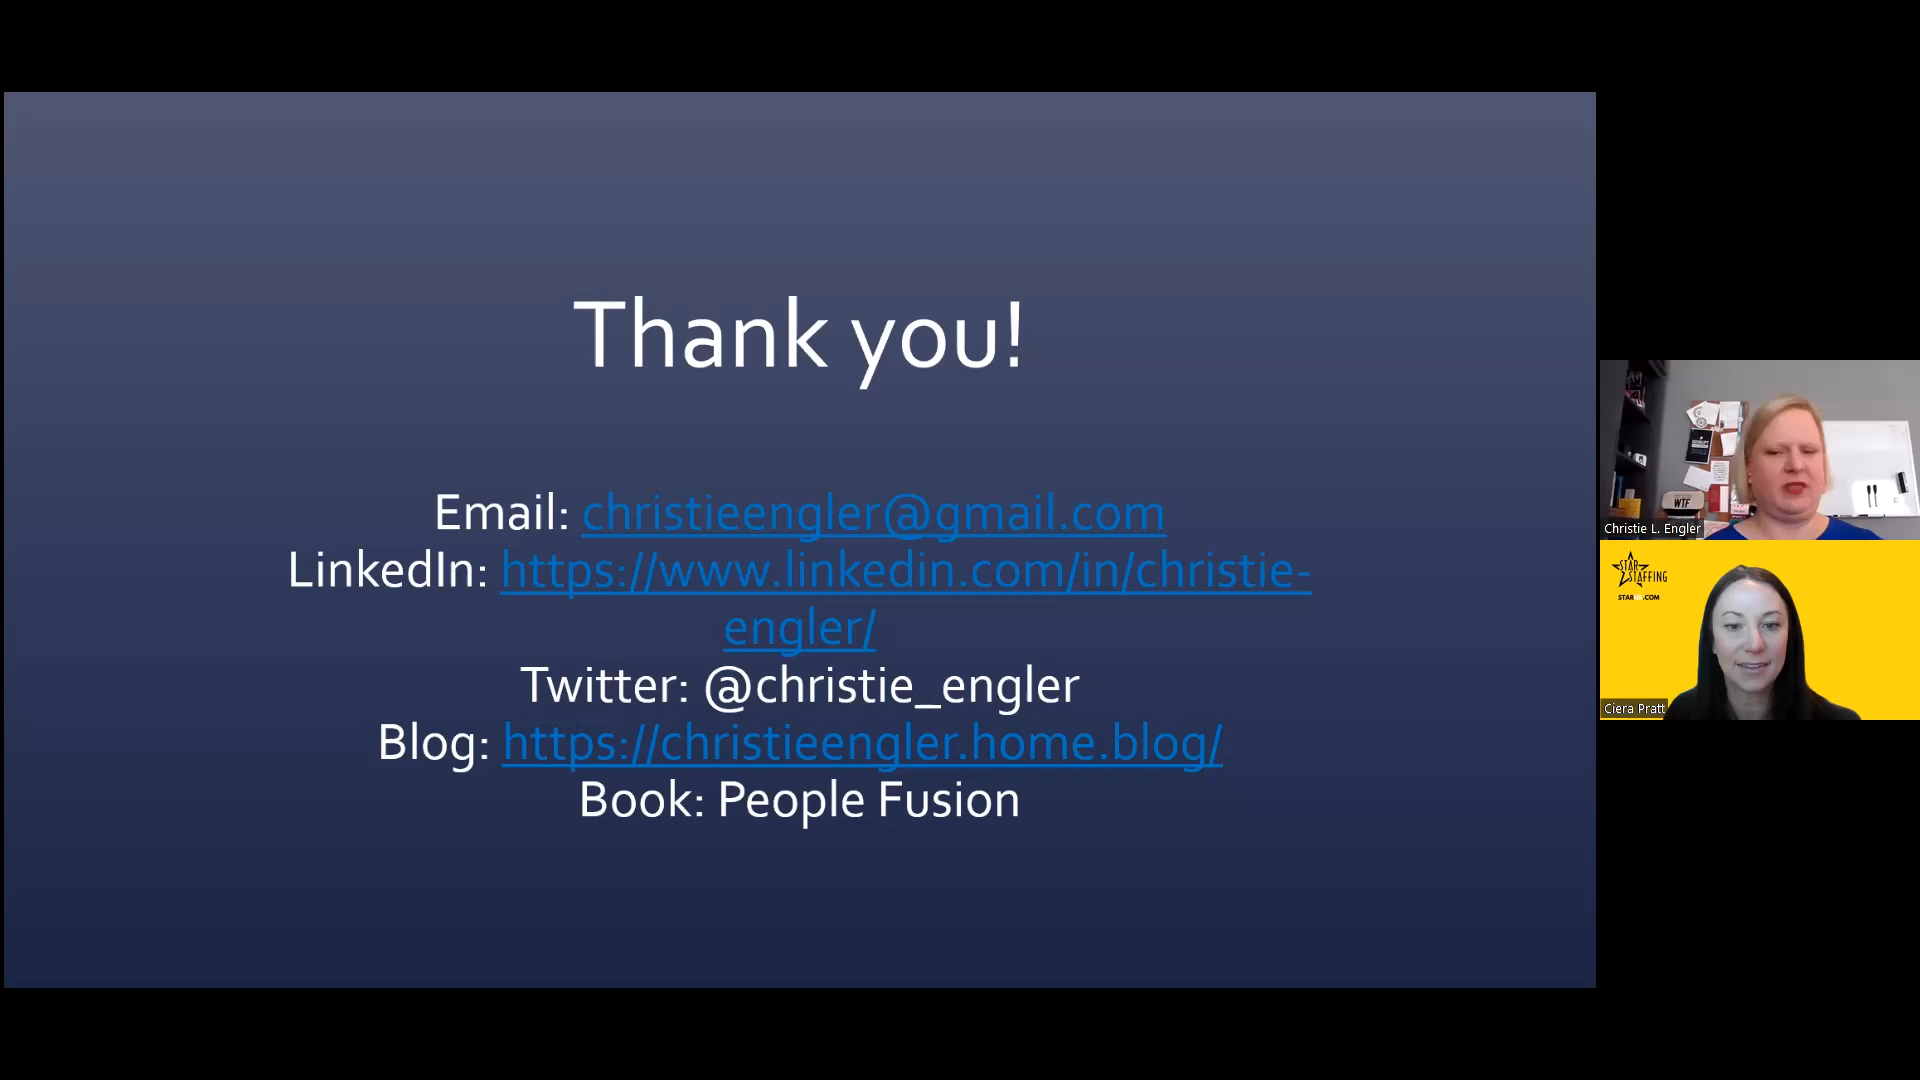 Thank you!
Email: christieengler@gmail.com
LinkedIn: https://www.linkedin.com/in/christie-
engler/
Twitter: @christie_engler
Blog: https://christieengler.home.blog/
Book: People Fusion
WTF
Christie L. Engler
STAR
STAFFING
Ciera Pratt